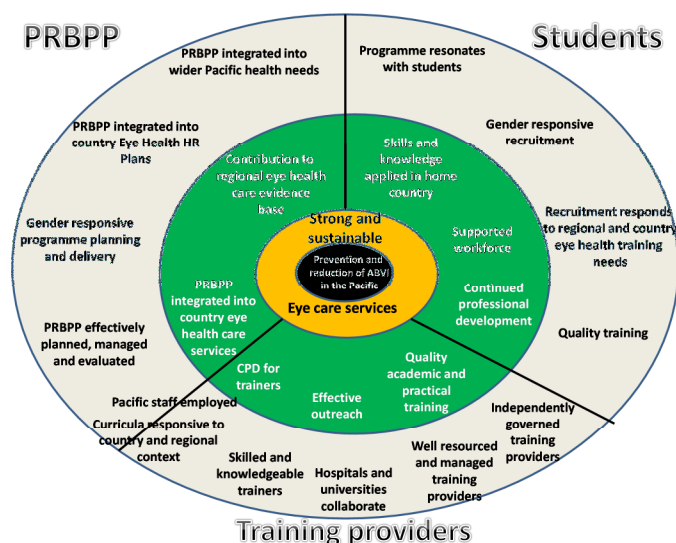 PRBPP
Students
PRBPP integrated into
wider Pacific health needs
Programme resonates
with students
PRBPP integrated into
country Eye Health HR
Plans
Gender responsive
recruitment
Contribution to
regional eye health
care evidence
base
Skills and
knowledge
applied in home
country
Gender responsive
programme planning
and delivery
Recruitment responds
to regional and country
eye health training
needs
Strong and
sustainable
Supported
workforce
Prevention and
reduction of ABVI
in the Pacific
Eye care services
PRBPP
integrated into
country eye
health care
services
Continued
professional
development
PRBPP effectively
planned, managed
and evaluated
Quality training
CPD for
trainers
Effective
outreach
Quality
academic and
practical
training
Pacific staff employed
Curricula responsive to
country and regional
context
Skilled and
knowledgeable
trainers
Hospitals and
universities
collaborate
Well resourced
and managed
training
providers
Independently
governed
training
providers
Training providers